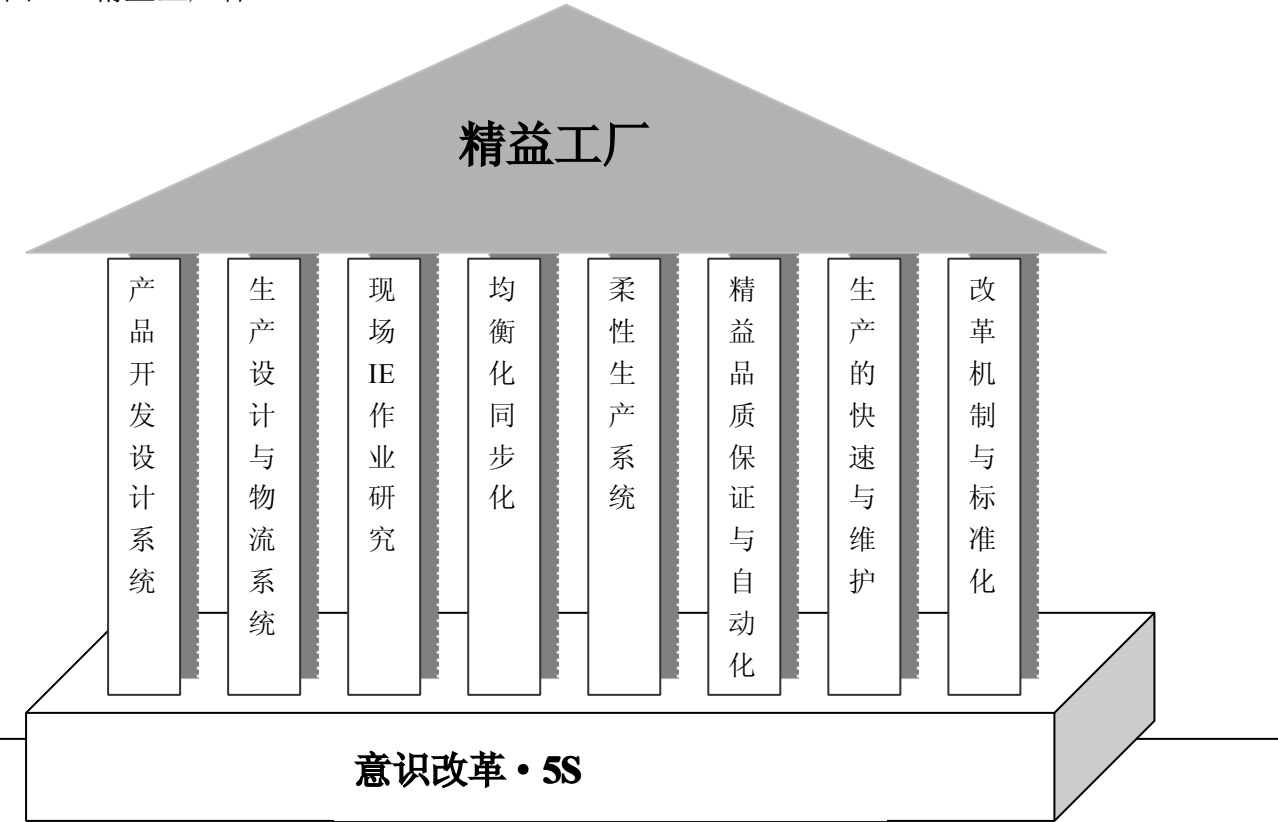 精益工厂
产品开发设计系统
生产设计与物流系统
现场IE作业研究
均衡化同步化
柔性生产系统
精益品质保证与自动化
生产的快速与维护
改革机制与标准化
意识改革·5S